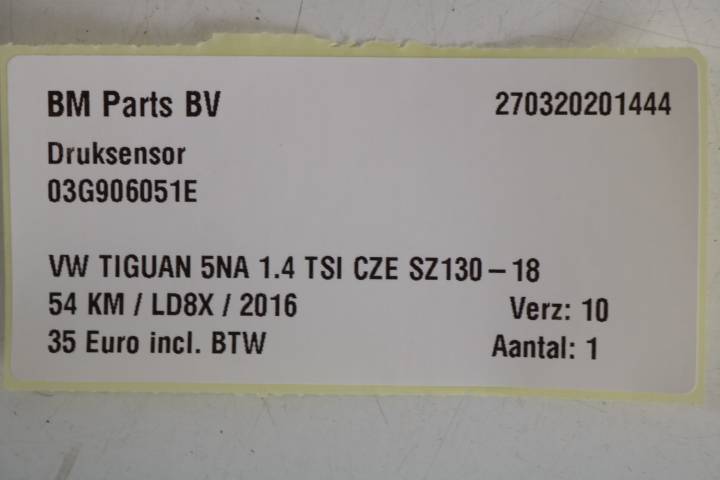 BM Parts BV 270320201444
Druksensor
03G906051E
VW TIGUAN 5NA 1.4 TSI CZE SZ130-18
54 KM / LD8X / 2016 Verz: 10
35 Euro incl. BTW Aantal: 1